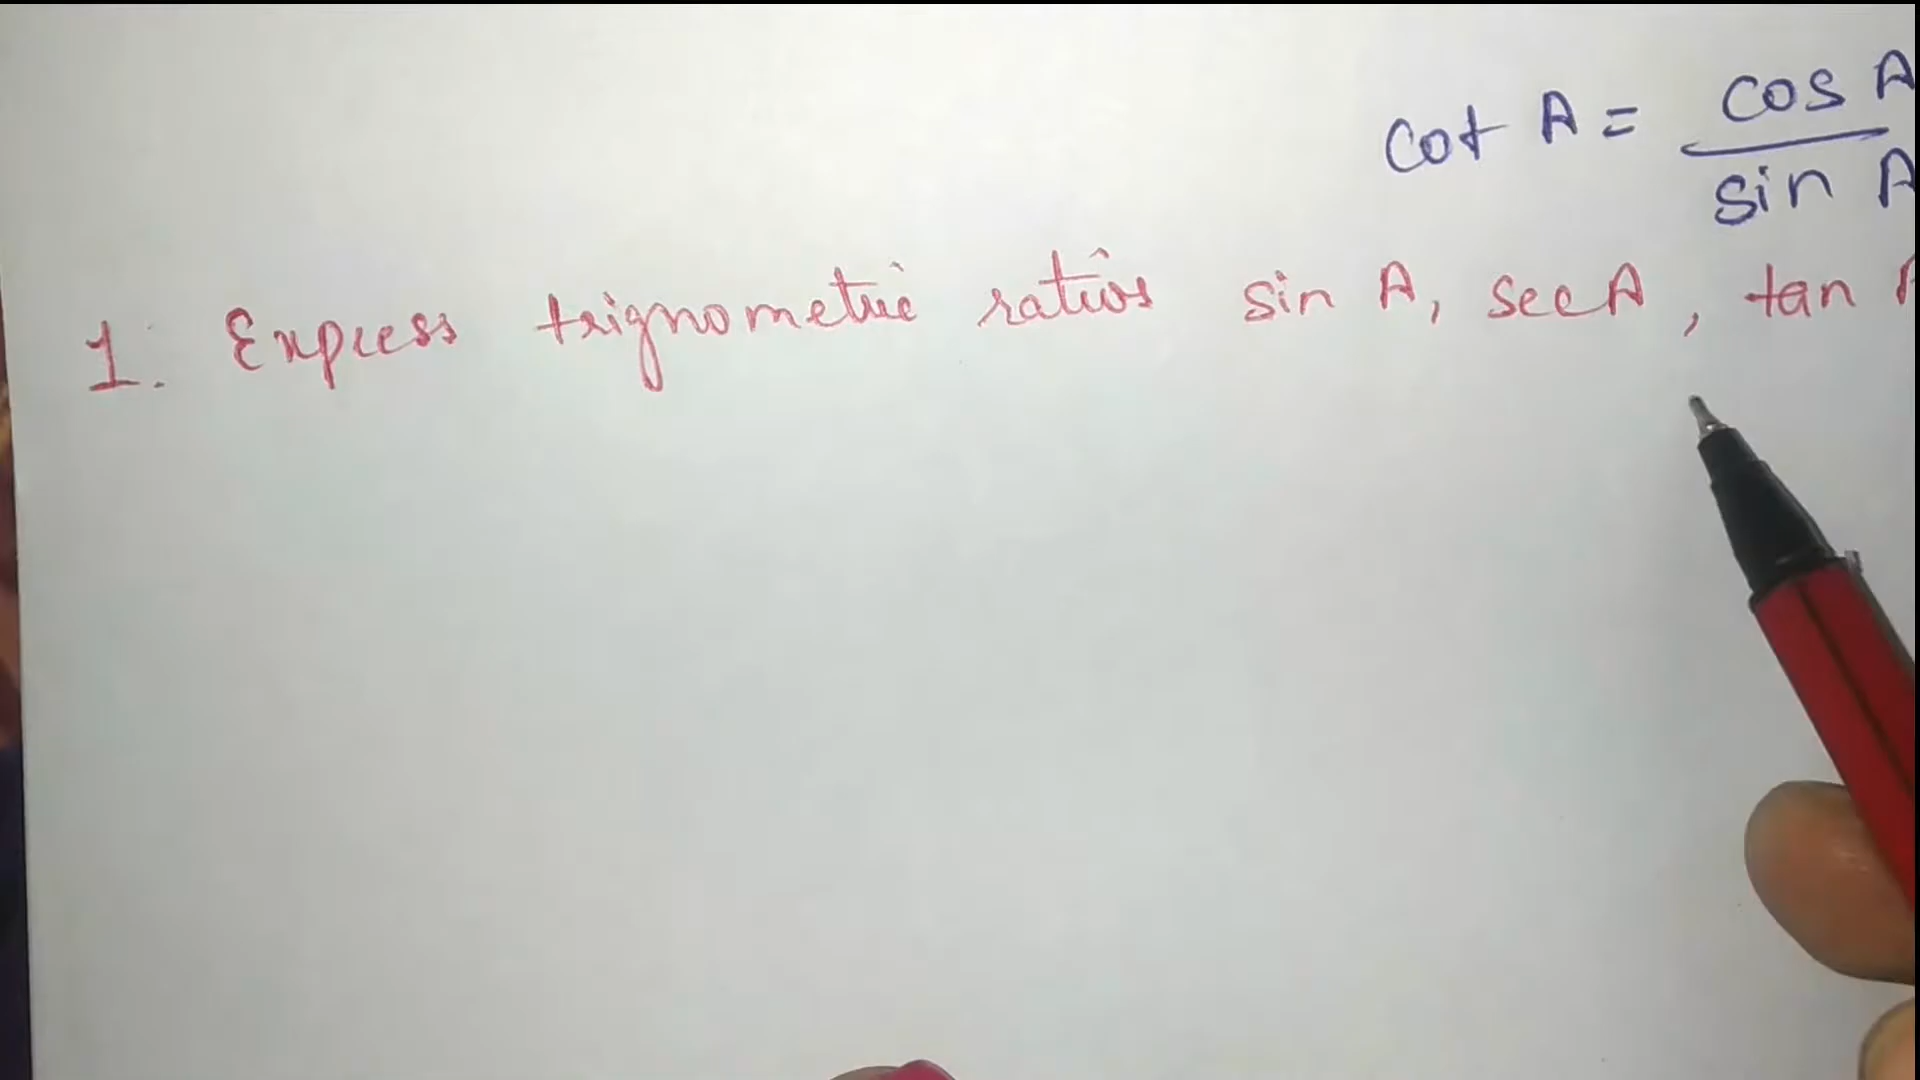 cot A = cos A
sin A
1. Express trignometric ratios sin A, sec A, tan A